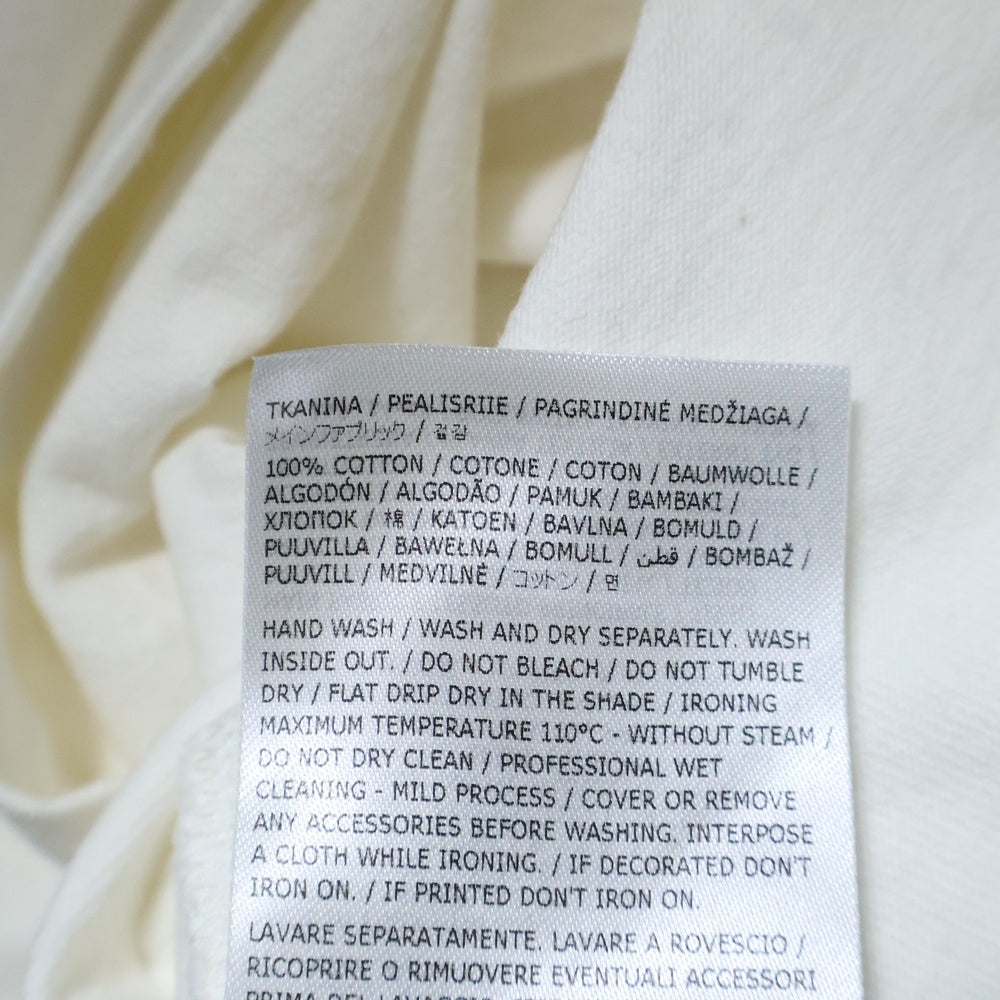 TKANINA / PEALISRIIE / PAGRINDINĖ MEDŽIAGA /
メインファブリック / 겉감
100% COTTON / COTONE / COTON / BAUMWOLLE /
ALGODÓN / ALGODÃO / PAMUK / BAMBAKI /
ХЛОПОК / 棉 / KATOEN / BAVLNA / BOMULD /
PUUVILLA / BAWEŁNA / BOMULL / قطن / BOMBAŽ /
PUUVILL / MEDVILNĖ / コットン / 면
HAND WASH / WASH AND DRY SEPARATELY. WASH
INSIDE OUT. / DO NOT BLEACH / DO NOT TUMBLE
DRY / FLAT DRIP DRY IN THE SHADE / IRONING
MAXIMUM TEMPERATURE 110°C - WITHOUT STEAM /
DO NOT DRY CLEAN / PROFESSIONAL WET
CLEANING - MILD PROCESS / COVER OR REMOVE
ANY ACCESSORIES BEFORE WASHING. INTERPOSE
A CLOTH WHILE IRONING. / IF DECORATED DON'T
IRON ON. / IF PRINTED DON'T IRON ON.
LAVARE SEPARATAMENTE. LAVARE A ROVESCIO /
RICOPRIRE O RIMUOVERE EVENTUALI ACCESSORI
PRIMA DEL LAVAGGIO